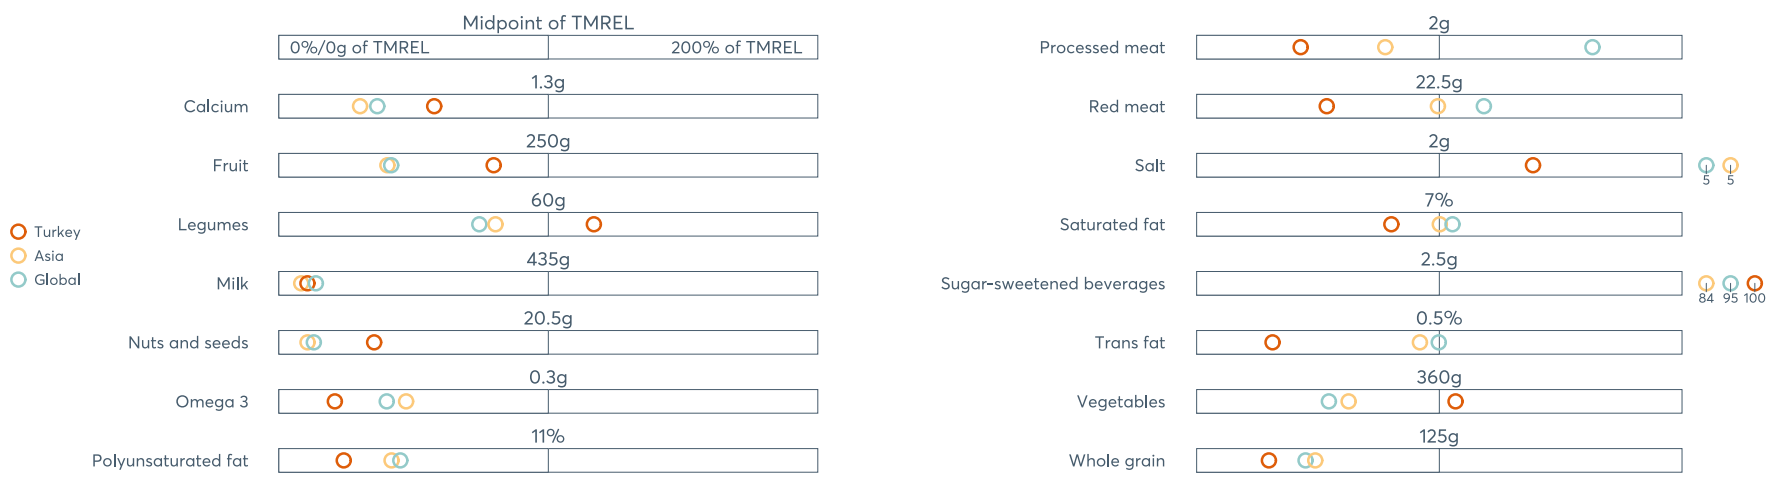 Midpoint of TMREL
0%/0g of TMREL 200% of TMREL
1.3g
Calcium
250g
Fruit
60g
Legumes
435g
Milk
20.5g
Nuts and seeds
0.3g
Omega 3
11%
Polyunsaturated fat
Turkey
Asia
Global
2g
Processed meat
22.5g
Red meat
2g
Salt
5 5
7%
Saturated fat
2.5g
Sugar-sweetened beverages
84 95 100
0.5%
Trans fat
360g
Vegetables
125g
Whole grain